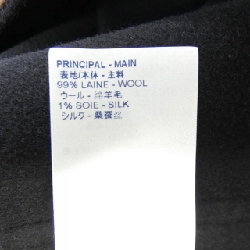 PRINCIPAL - MAIN
表地/本体 - 主料
99% LAINE - WOOL
ウール - 绵羊毛
1% SOIE - SILK
シルク - 桑蚕丝